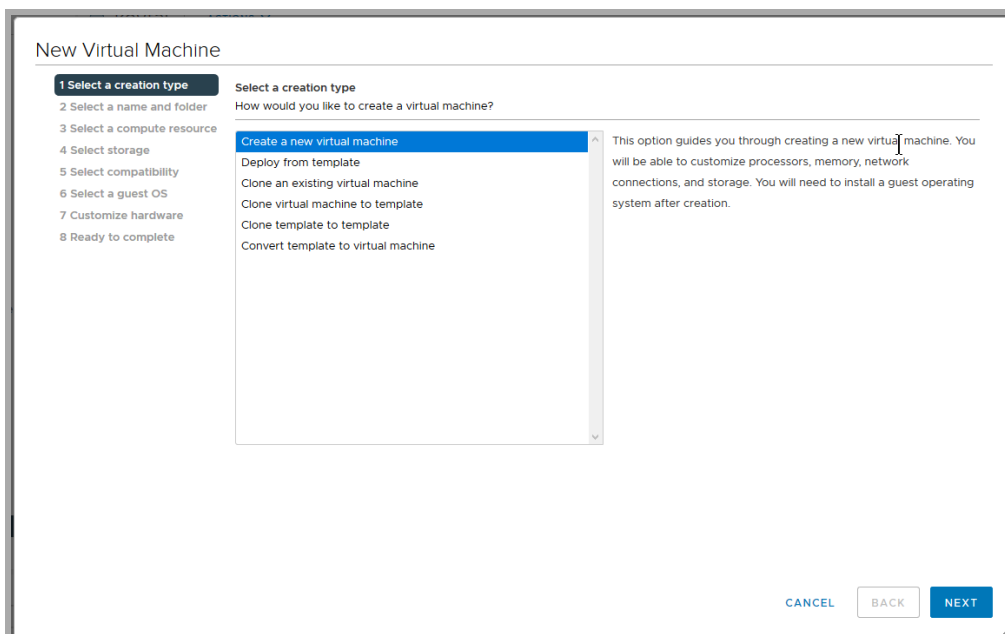 New Virtual Machine
1 Select a creation type
2 Select a name and folder
3 Select a compute resource
4 Select storage
5 Select compatibility
6 Select a guest OS
7 Customize hardware
8 Ready to complete
Select a creation type
How would you like to create a virtual machine?
Create a new virtual machine
Deploy from template
Clone an existing virtual machine
Clone virtual machine to template
Clone template to template
Convert template to virtual machine
This option guides you through creating a new virtual machine. You
will be able to customize processors, memory, network
connections, and storage. You will need to install a guest operating
system after creation.
CANCEL
BACK
NEXT